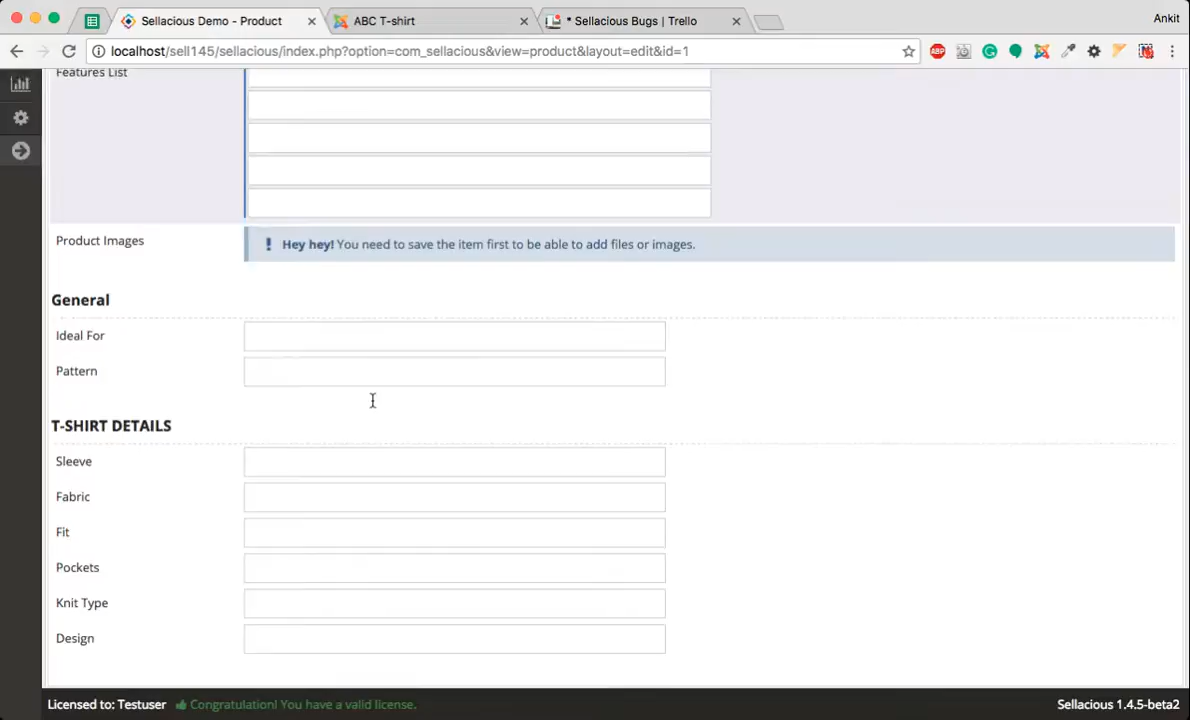 Sellacious Demo - Product
ABC T-shirt
* Sellacious Bugs | Trello
Ankit
localhost/sell145/sellacious/index.php?option=com_sellacious&view=product&layout=edit&id=1
ABP
Features List
Product Images
! Hey hey! You need to save the item first to be able to add files or images.
General
Ideal For
Pattern
T-SHIRT DETAILS
Sleeve
Fabric
Fit
Pockets
Knit Type
Design
Licensed to: Testuser Congratulation! You have a valid license.
Sellacious 1.4.5-beta2